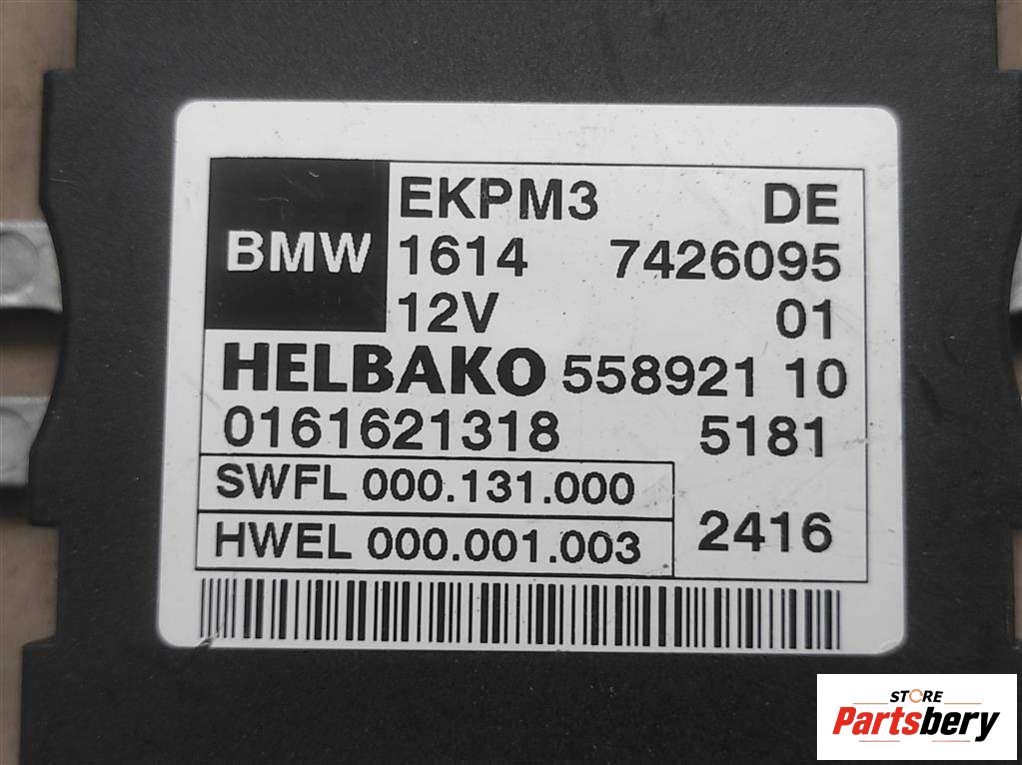 BMW
EKPM3 DE
1614 7426095
12V 01
HELBAKO 558921 10
0161621318 5181
SWFL 000.131.000
HWEL 000.001.003
2416
STORE
Partsbery